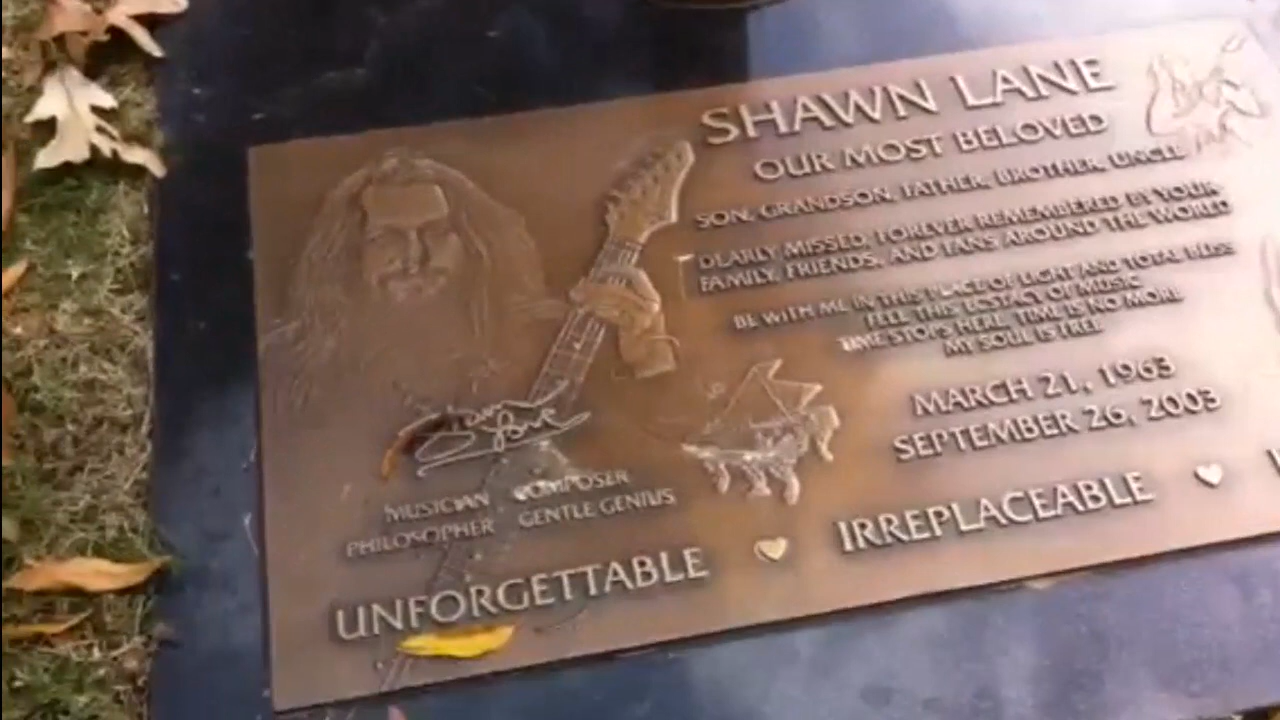 SHAWN LANE
OUR MOST BELOVED
SON, GRANDSON, FATHER, BROTHER, UNCLE
DEARLY MISSED, FOREVER REMEMBERED BY YOUR
FAMILY, FRIENDS, AND FANS AROUND THE WORLD
BE WITH ME IN THIS PLACE OF LIGHT AND TOTAL BLISS
FEEL THIS ECSTACY OF MUSIC
TIME STOPS HERE, TIME IS NO MORE
MY SOUL IS FREE
MARCH 21, 1963
SEPTEMBER 26, 2003
Shawn Lane
MUSICIAN COMPOSER
PHILOSOPHER GENTLE GENIUS
UNFORGETTABLE IRREPLACEABLE